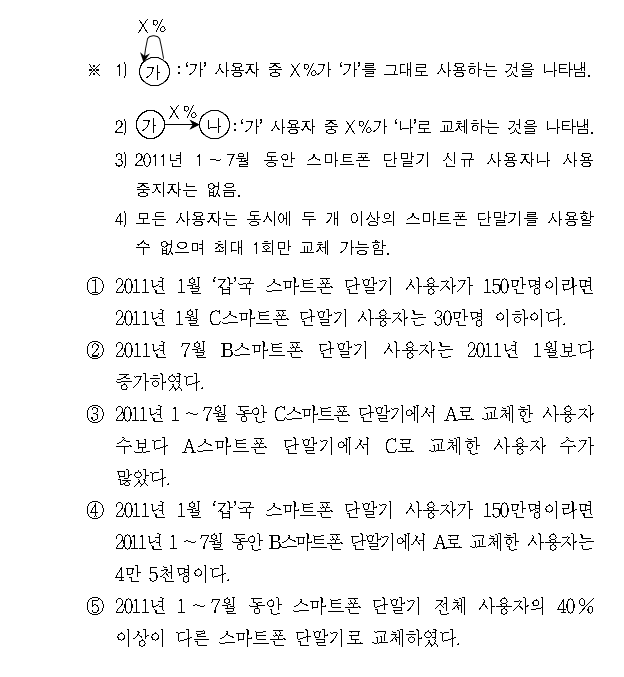 X%
※ 1) 가 : ‘가’ 사용자 중 X%가 ‘가’를 그대로 사용하는 것을 나타냄.
X%
2) 가 나 : ‘가’ 사용자 중 X%가 ‘나’로 교체하는 것을 나타냄.
3) 2011년 1 ~ 7월 동안 스마트폰 단말기 신규 사용자나 사용
중지자는 없음.
4) 모든 사용자는 동시에 두 개 이상의 스마트폰 단말기를 사용할
수 없으며 최대 1회만 교체 가능함.
① 2011년 1월 ‘갑’국 스마트폰 단말기 사용자가 150만명이라면
2011년 1월 C스마트폰 단말기 사용자는 30만명 이하이다.
② 2011년 7월 B스마트폰 단말기 사용자는 2011년 1월보다
증가하였다.
③ 2011년 1 ~ 7월 동안 C스마트폰 단말기에서 A로 교체한 사용자
수보다 A스마트폰 단말기에서 C로 교체한 사용자 수가
많았다.
④ 2011년 1월 ‘갑’국 스마트폰 단말기 사용자가 150만명이라면
2011년 1 ~ 7월 동안 B스마트폰 단말기에서 A로 교체한 사용자는
4만 5천명이다.
⑤ 2011년 1 ~ 7월 동안 스마트폰 단말기 전체 사용자의 40%
이상이 다른 스마트폰 단말기로 교체하였다.